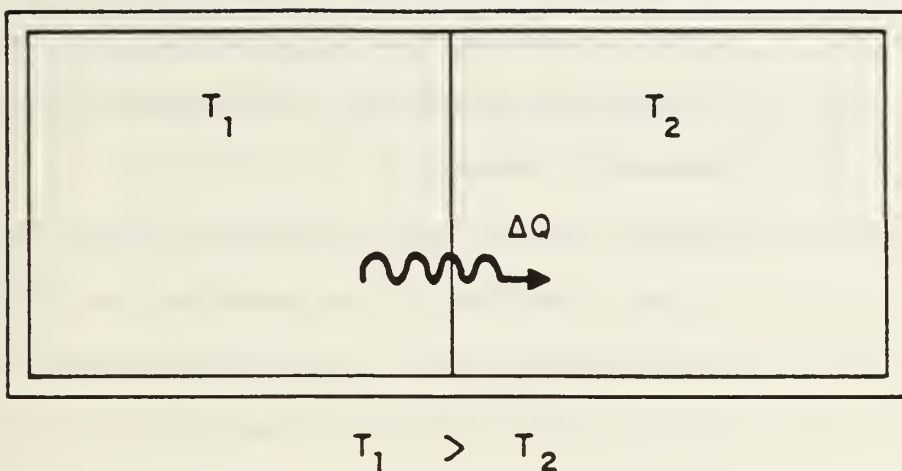 T₁ T₂
ΔQ
T₁ > T₂